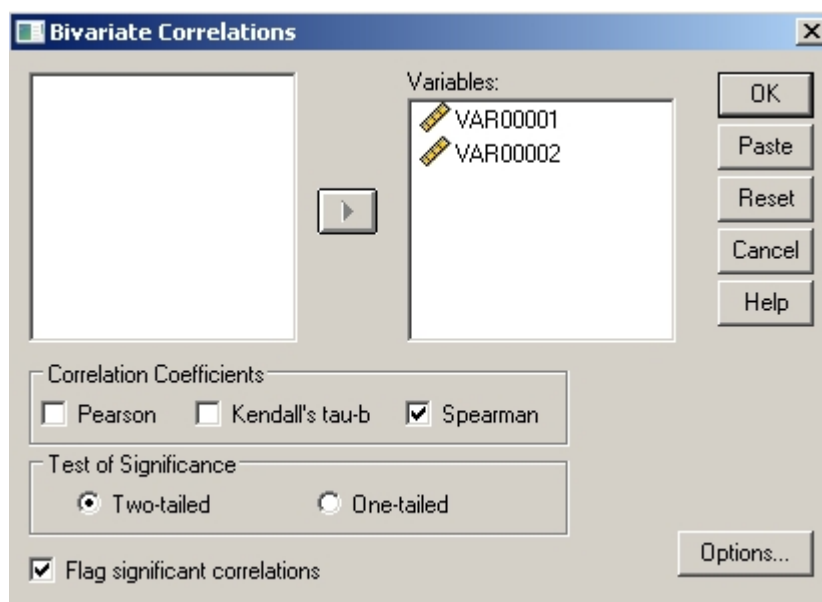 Bivariate Correlations
Variables:
VAR00001
VAR00002
OK
Paste
Reset
Cancel
Help
Correlation Coefficients
Pearson Kendall's tau-b Spearman
Test of Significance
Two-tailed One-tailed
Flag significant correlations
Options...